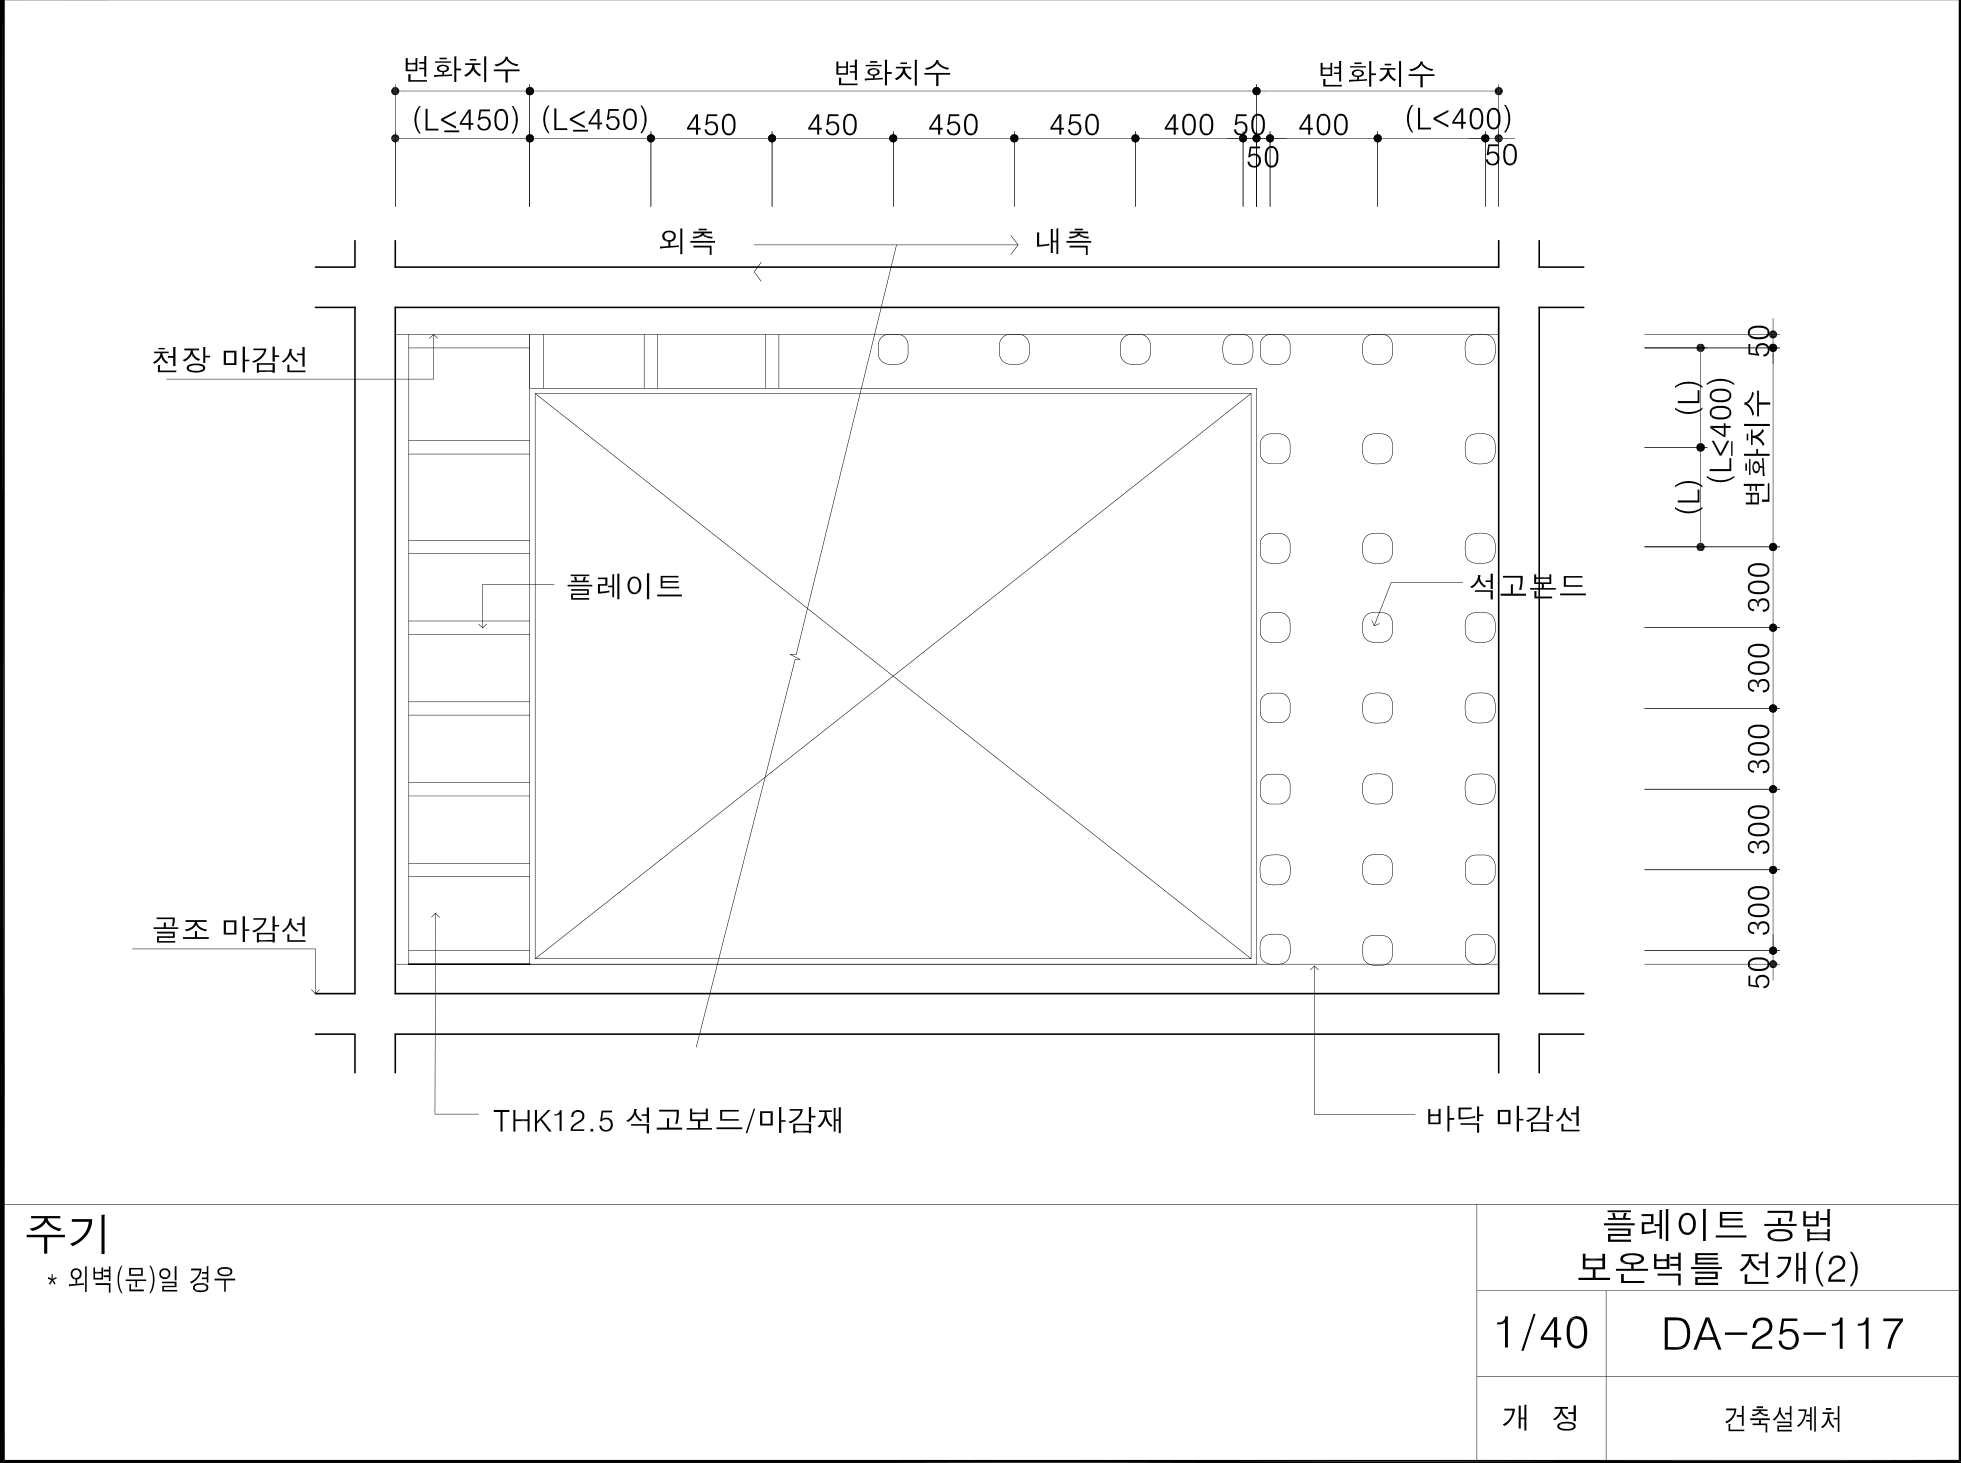 변화치수
변화치수
변화치수
(L≤450)
(L≤450)
450
450
450
450
400
50
50
400
(L<400)
50
외측
내측
천장 마감선
50
(L)
(L≤400)
변화치수
(L)
플레이트
석고본드
300
300
300
300
300
50
골조 마감선
THK12.5 석고보드/마감재
바닥 마감선
주기
* 외벽(문)일 경우
플레이트 공법
보온벽틀 전개(2)
1/40
DA-25-117
개 정
건축설계처